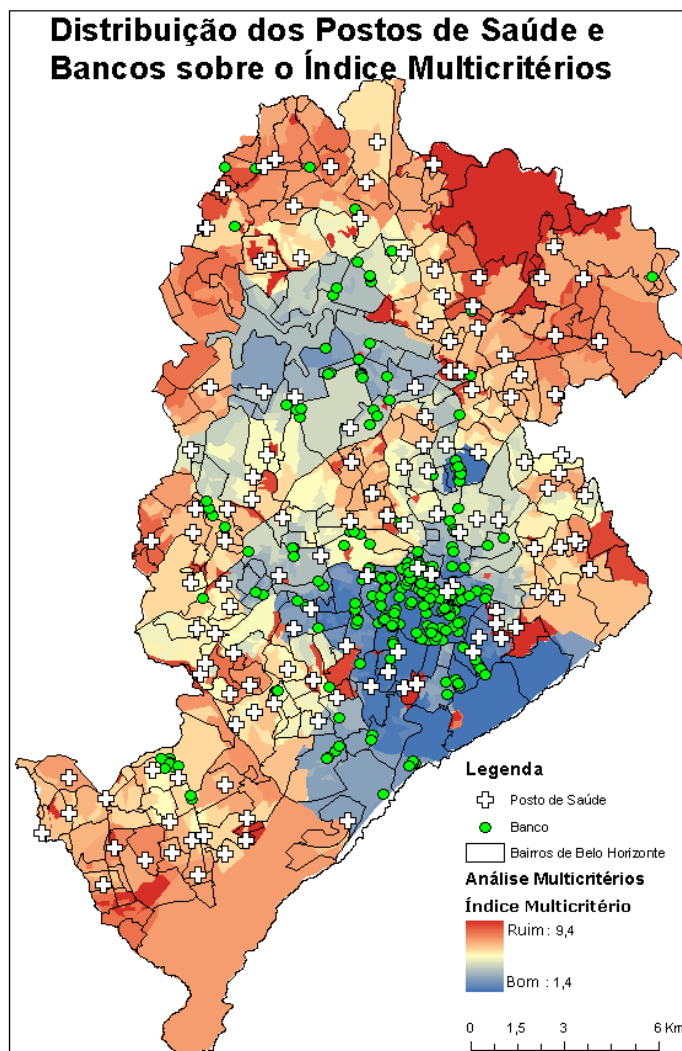 Distribuição dos Postos de Saúde e
Bancos sobre o Índice Multicritérios
Legenda
Posto de Saúde
Banco
Bairros de Belo Horizonte
Análise Multicritérios
Índice Multicritério
Ruim : 9,4
Bom : 1,4
0 1,5 3 6 Km